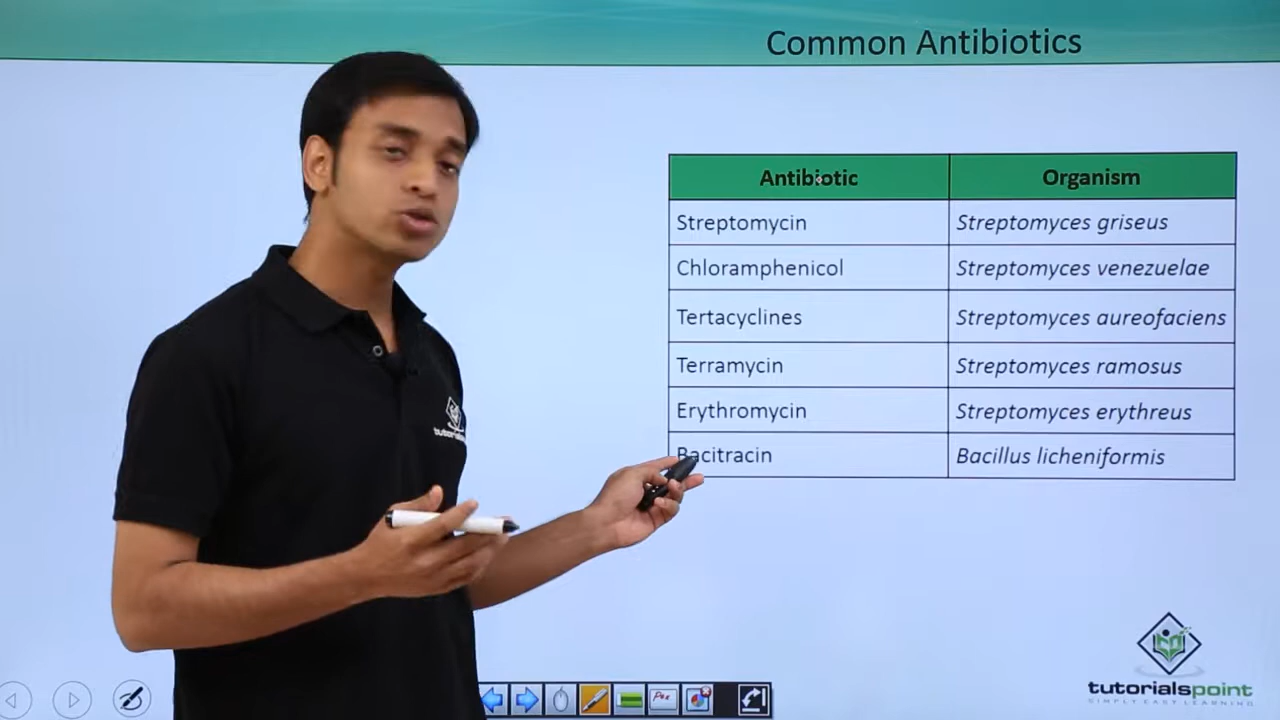 Common Antibiotics
Antibiotic Organism
Streptomycin Streptomyces griseus
Chloramphenicol Streptomyces venezuelae
Tertacyclines Streptomyces aureofaciens
Terramycin Streptomyces ramosus
Erythromycin Streptomyces erythreus
Bacitracin Bacillus licheniformis
tutorialspoint
SIMPLY EASY LEARNING